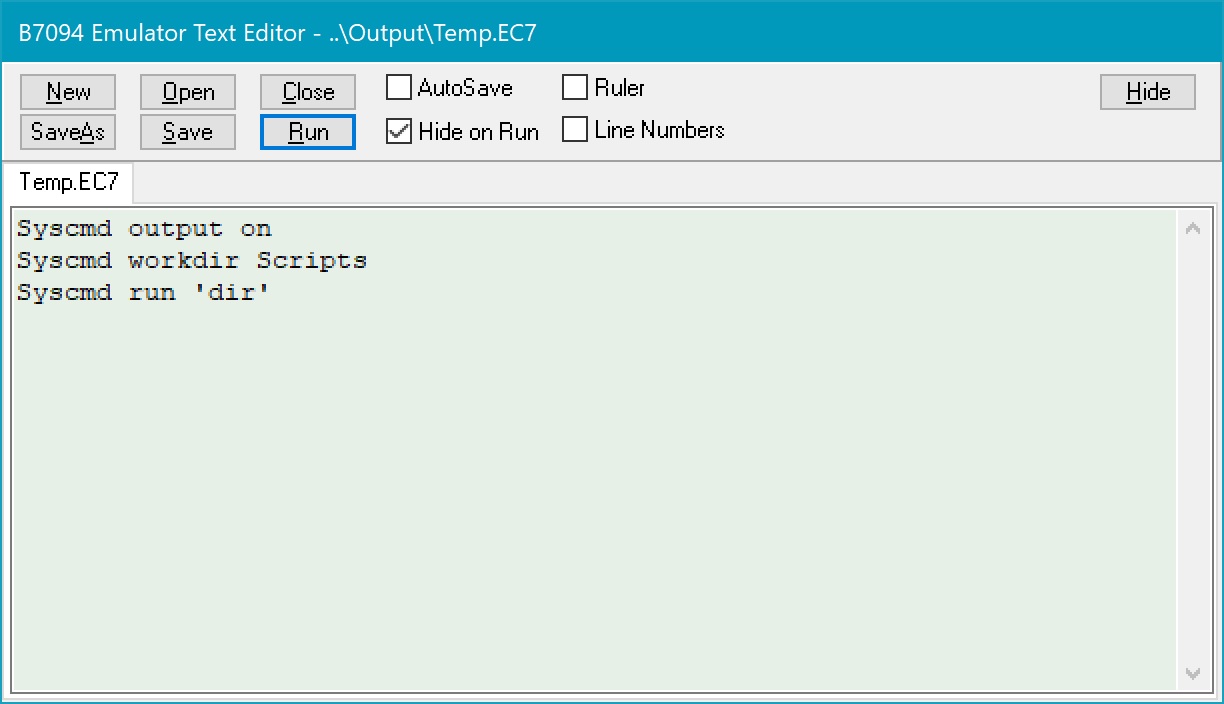 B7094 Emulator Text Editor - ..\Output\Temp.EC7
New Open Close AutoSave Ruler Hide
SaveAs Save Run Hide on Run Line Numbers
Temp.EC7
Syscmd output on
Syscmd workdir Scripts
Syscmd run 'dir'